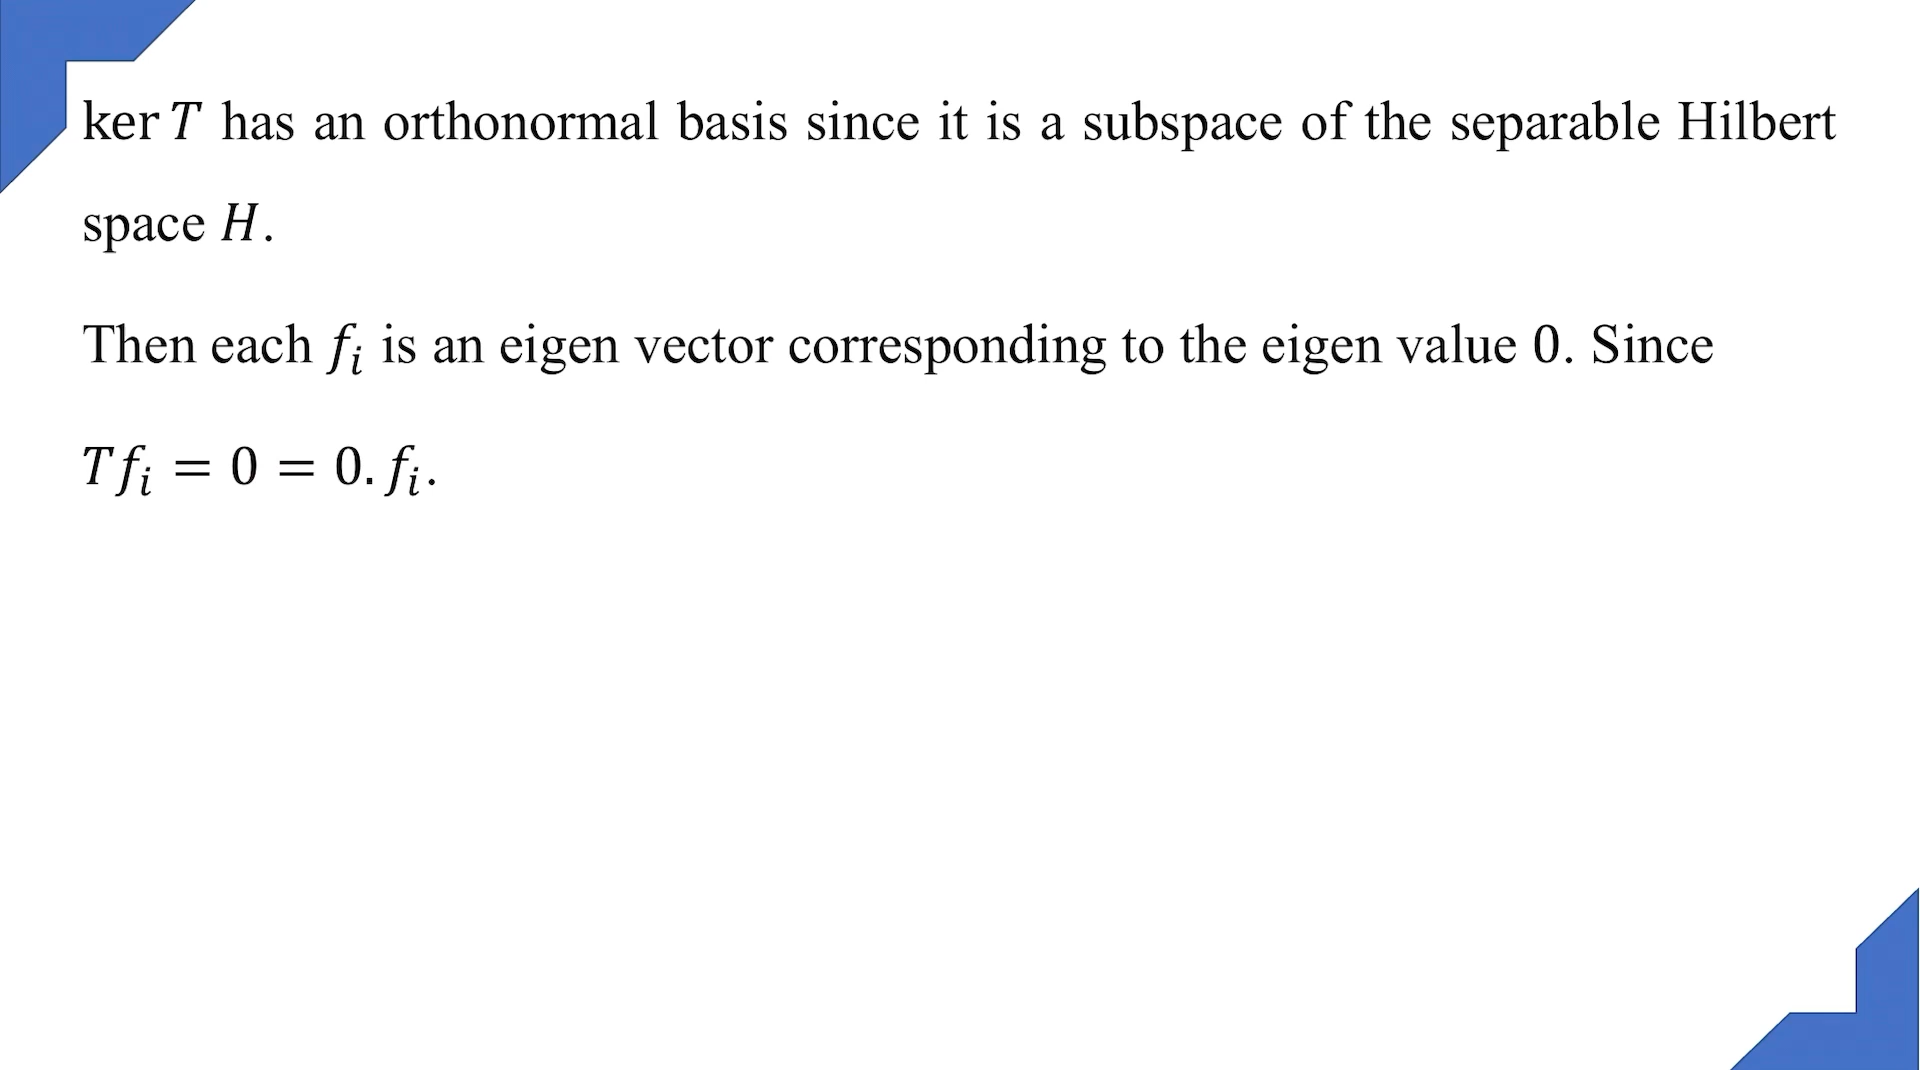 ker T has an orthonormal basis since it is a subspace of the separable Hilbert
space H.
Then each fᵢ is an eigen vector corresponding to the eigen value 0. Since
Tfᵢ = 0 = 0. fᵢ.